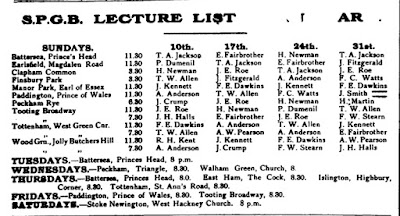 S.P.G.B. LECTURE LIST AR
SUNDAYS. 10th. 17th. 24th. 31st.
Battersea, Prince's Head 11.30 T. A. Jackson E. Fairbrother H. Newman T. A. Jackson
Earlsfield, Magdalen Road 11.30 P. Dumenil T. A. Jackson E. Fairbrother J. Fitzgerald
Clapham Common 3.30 H. Newman J. E. Roe T. A. Jackson J. E. Roe
Finsbury Park 3.30 T. W. Allen J. Fitzgerald A. Anderson F. C. Watts
Manor Park, Earl of Essex 11.30 J. Kennett F. E. Dawkins J. Kennett F. E. Dawkins
Paddington, Prince of Wales 11.30 A. Anderson T. W. Allen F. C. Watts J. Smith
Peckham Rye 6.30 J. Crump J. E. Roe H. Newman H. Martin
Tooting Broadway 11.30 J. E. Roe H. Newman P. Dumenil T. W. Allen
7.30 J. H. Halls E. Fairbrother J. E. Roe F. W. Stearn
Tottenham, West Green Car. 11.30 F. E. Dawkins A. Anderson F. E. Dawkins J. Kennett
7.30 T. W. Allen A. W. Pearson A. Anderson E. Fairbrother
Wood Grn., Jolly Butchers Hill 11.30 R. H. Kent J. Kennett T. W. Allen A. W. Pearson
7.30 A. Anderson J. Crump F. W. Stearn J. H. Halls
TUESDAYS.—Battersea, Princes Head, 8 p.m.
WEDNESDAYS.—Peckham, Triangle, 8.30. Walham Green, Church, 8.
THURSDAYS.—Battersea, Princes Head, 8.0. East Ham, The Cock, 8.30. Islington, Highbury,
Corner, 8.30. Tottenham, St. Ann's Road, 8.30.
FRIDAYS.—Paddington, Prince of Wales, 8.30. Tooting Broadway, 8.30.
SATURDAYS.—Stoke Newington, West Hackney Church. 8 p.m.